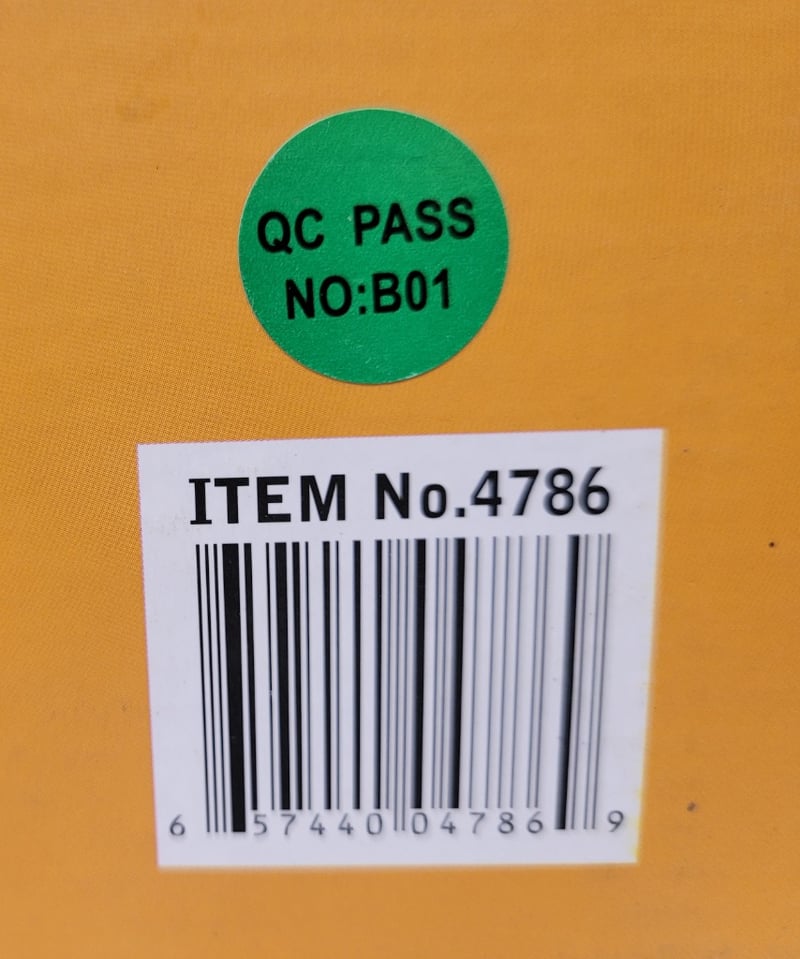 QC PASS
NO:B01
ITEM No.4786
6 57440 04786 9